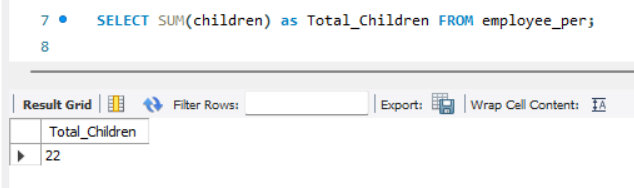 7 SELECT SUM(children) as Total_Children FROM employee_per;
8
Result Grid Filter Rows: Export: Wrap Cell Content: IA
Total_Children
22